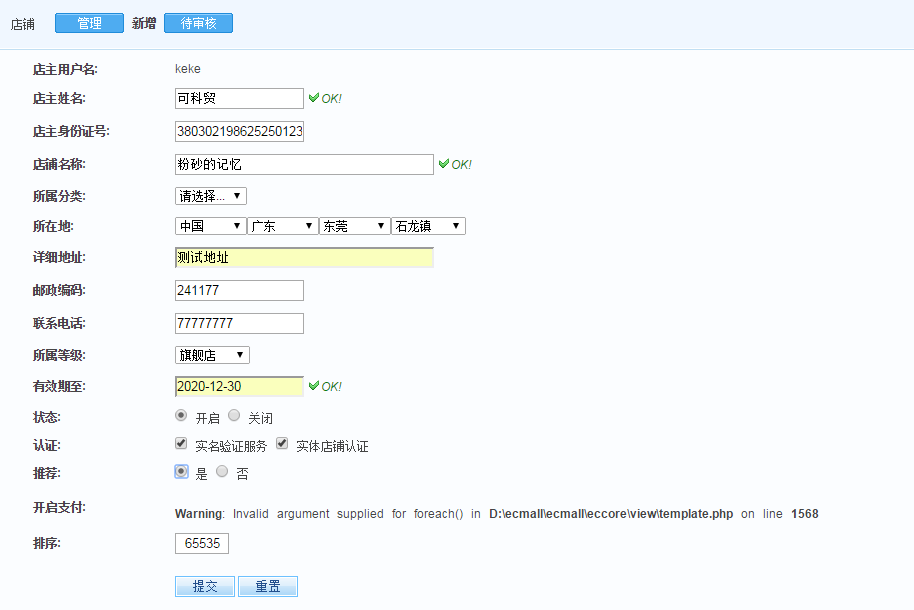 店铺 管理 新增 待审核
店主用户名: keke
店主姓名: 可科贸 OK!
店主身份证号: 380302198625250123
店铺名称: 粉砂的记忆 OK!
所属分类: 请选择...
所在地: 中国 广东 东莞 石龙镇
详细地址: 测试地址
邮政编码: 241177
联系电话: 77777777
所属等级: 旗舰店
有效期至: 2020-12-30 OK!
状态: 开启 关闭
认证: 实名验证服务 实体店铺认证
推荐: 是 否
开启支付: Warning: Invalid argument supplied for foreach() in D:\ecmall\ecmall\eccore\view\template.php on line 1568
排序: 65535
提交 重置